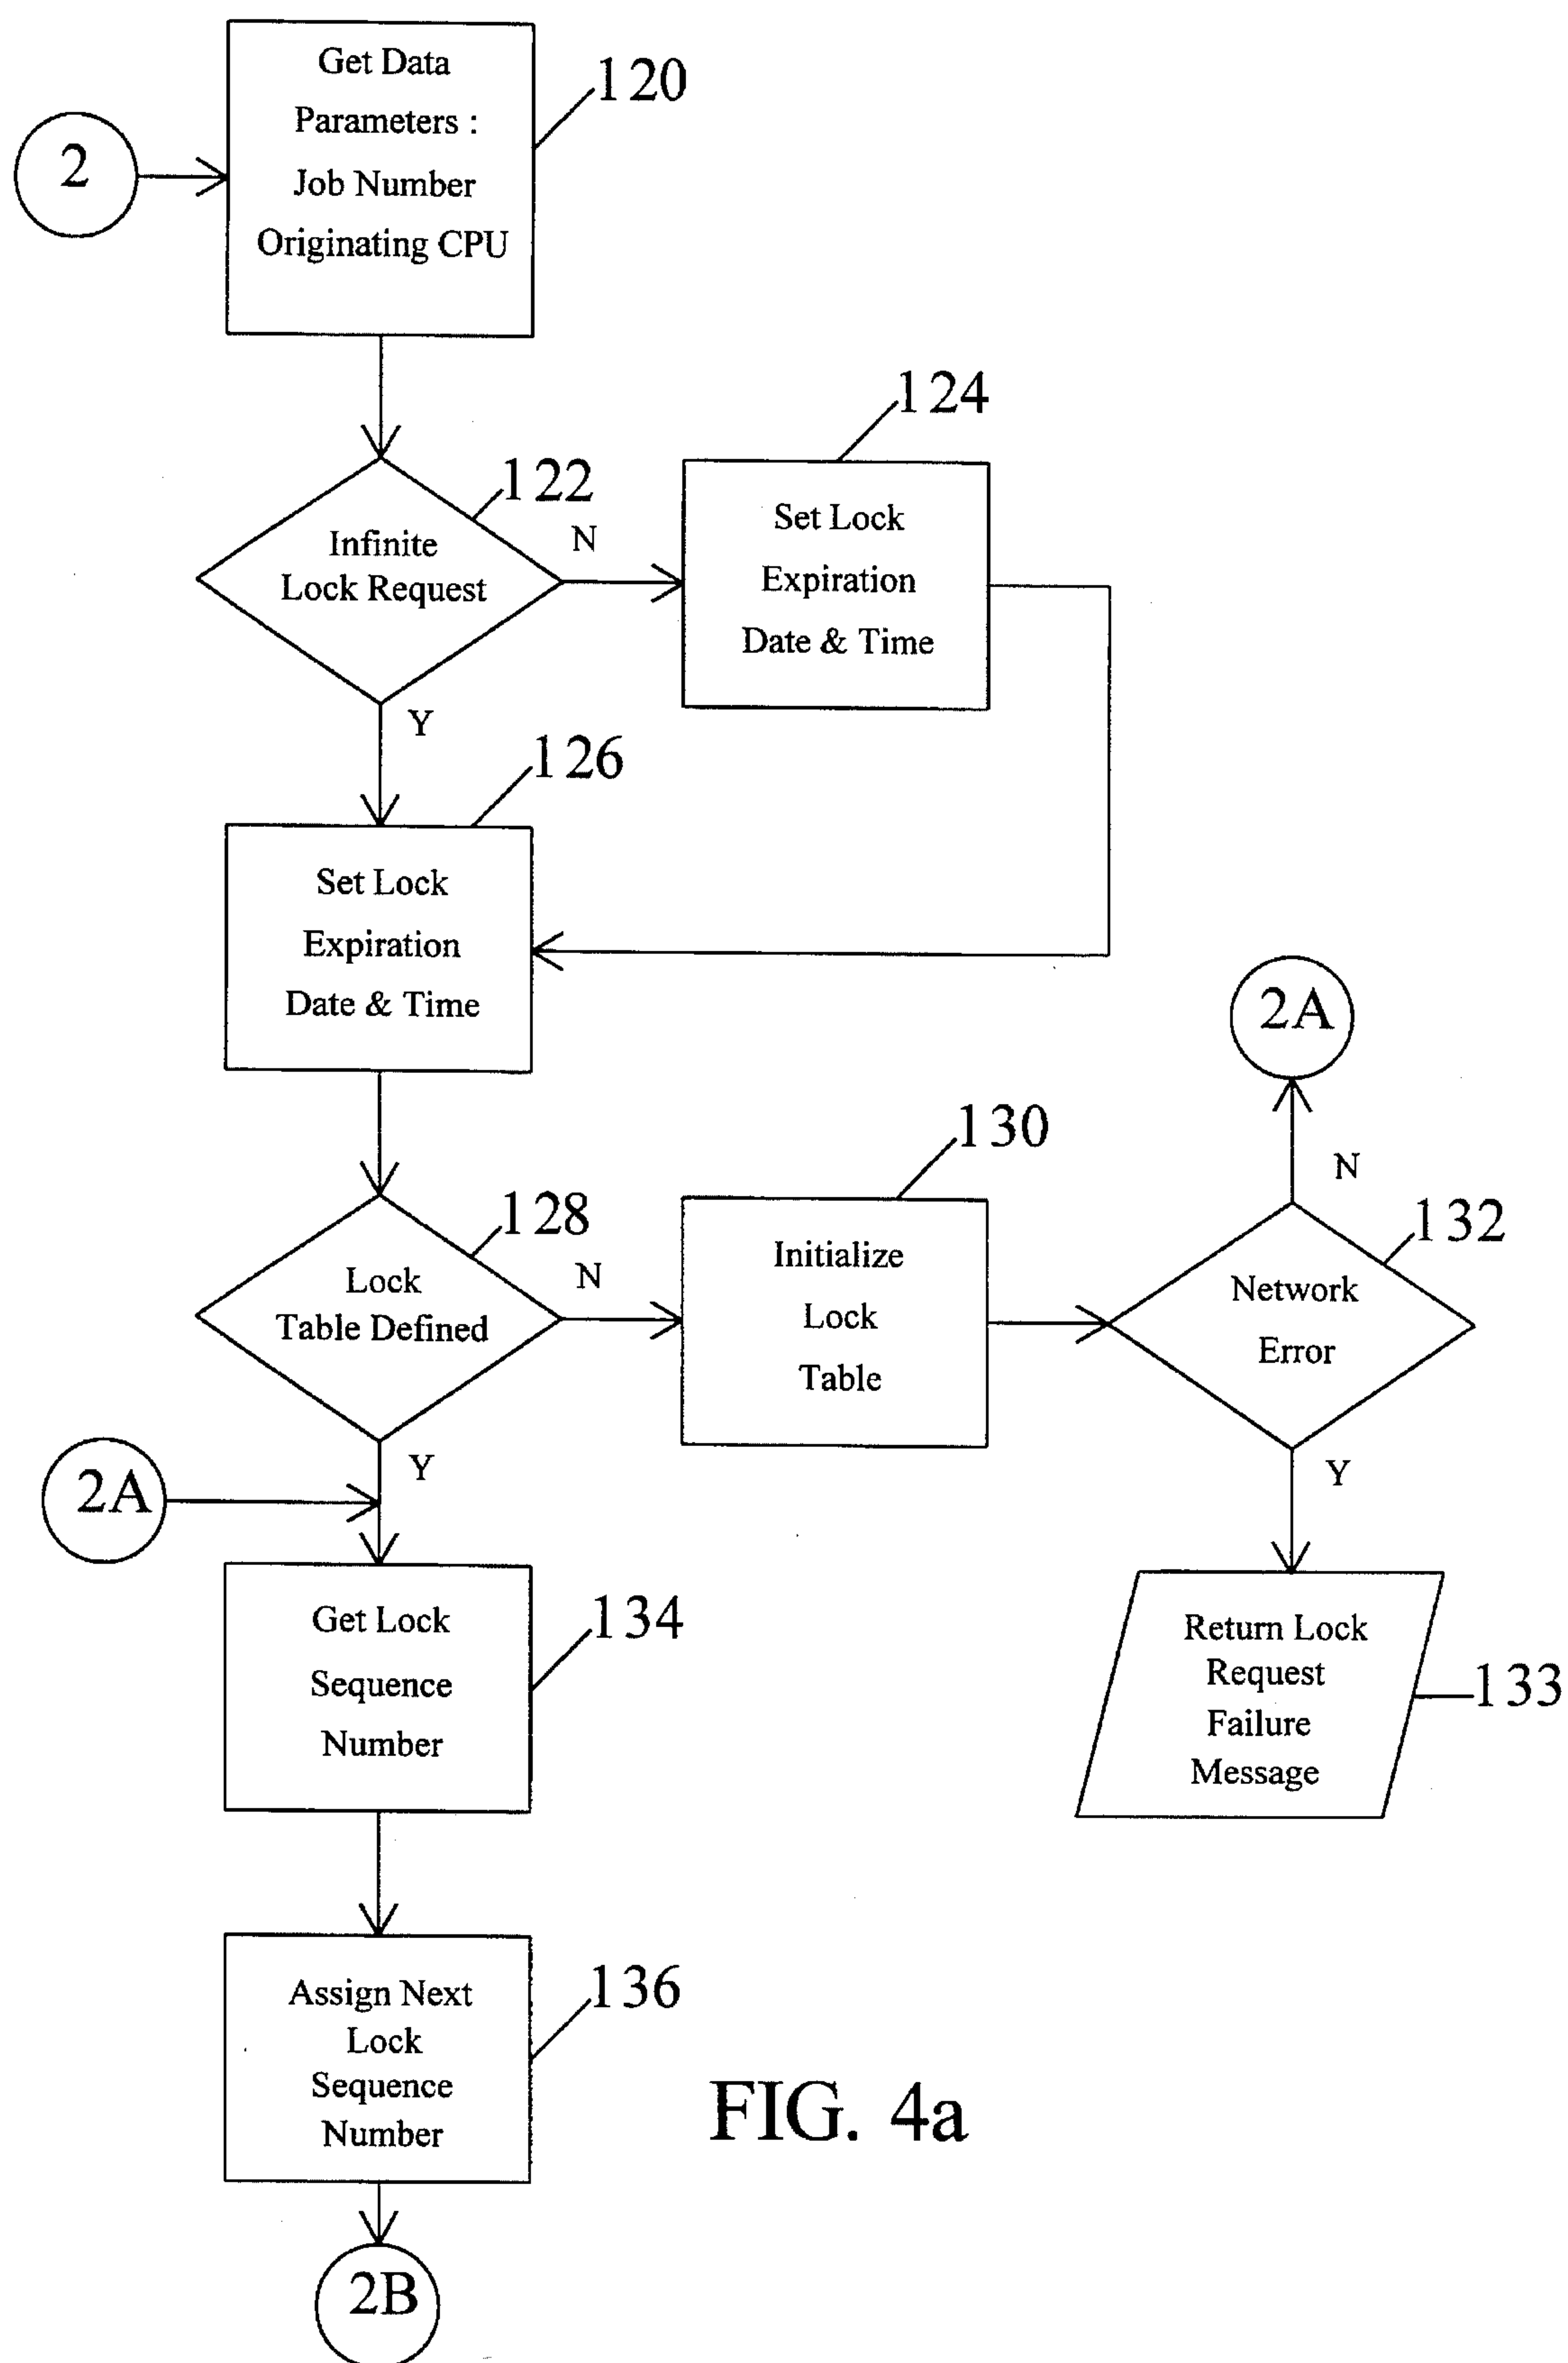 Get Data
Parameters :
Job Number
Originating CPU
120
2
124
122
Infinite
Lock Request
N
Set Lock
Expiration
Date & Time
Y
126
Set Lock
Expiration
Date & Time
2A
130
N
128
Lock
Table Defined
N
Initialize
Lock
Table
132
Network
Error
Y
2A
Y
Get Lock
Sequence
Number
134
Return Lock
Request
Failure
Message
133
Assign Next
Lock
Sequence
Number
136
FIG. 4a
2B